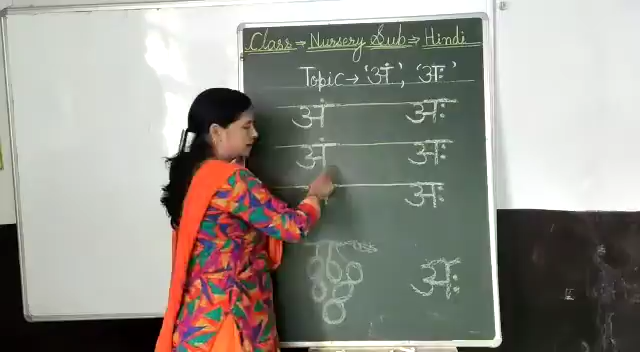 Class → Nursery Sub → Hindi
Topic → 'अं', 'अः'
अं अः
अं अः
अः
अः